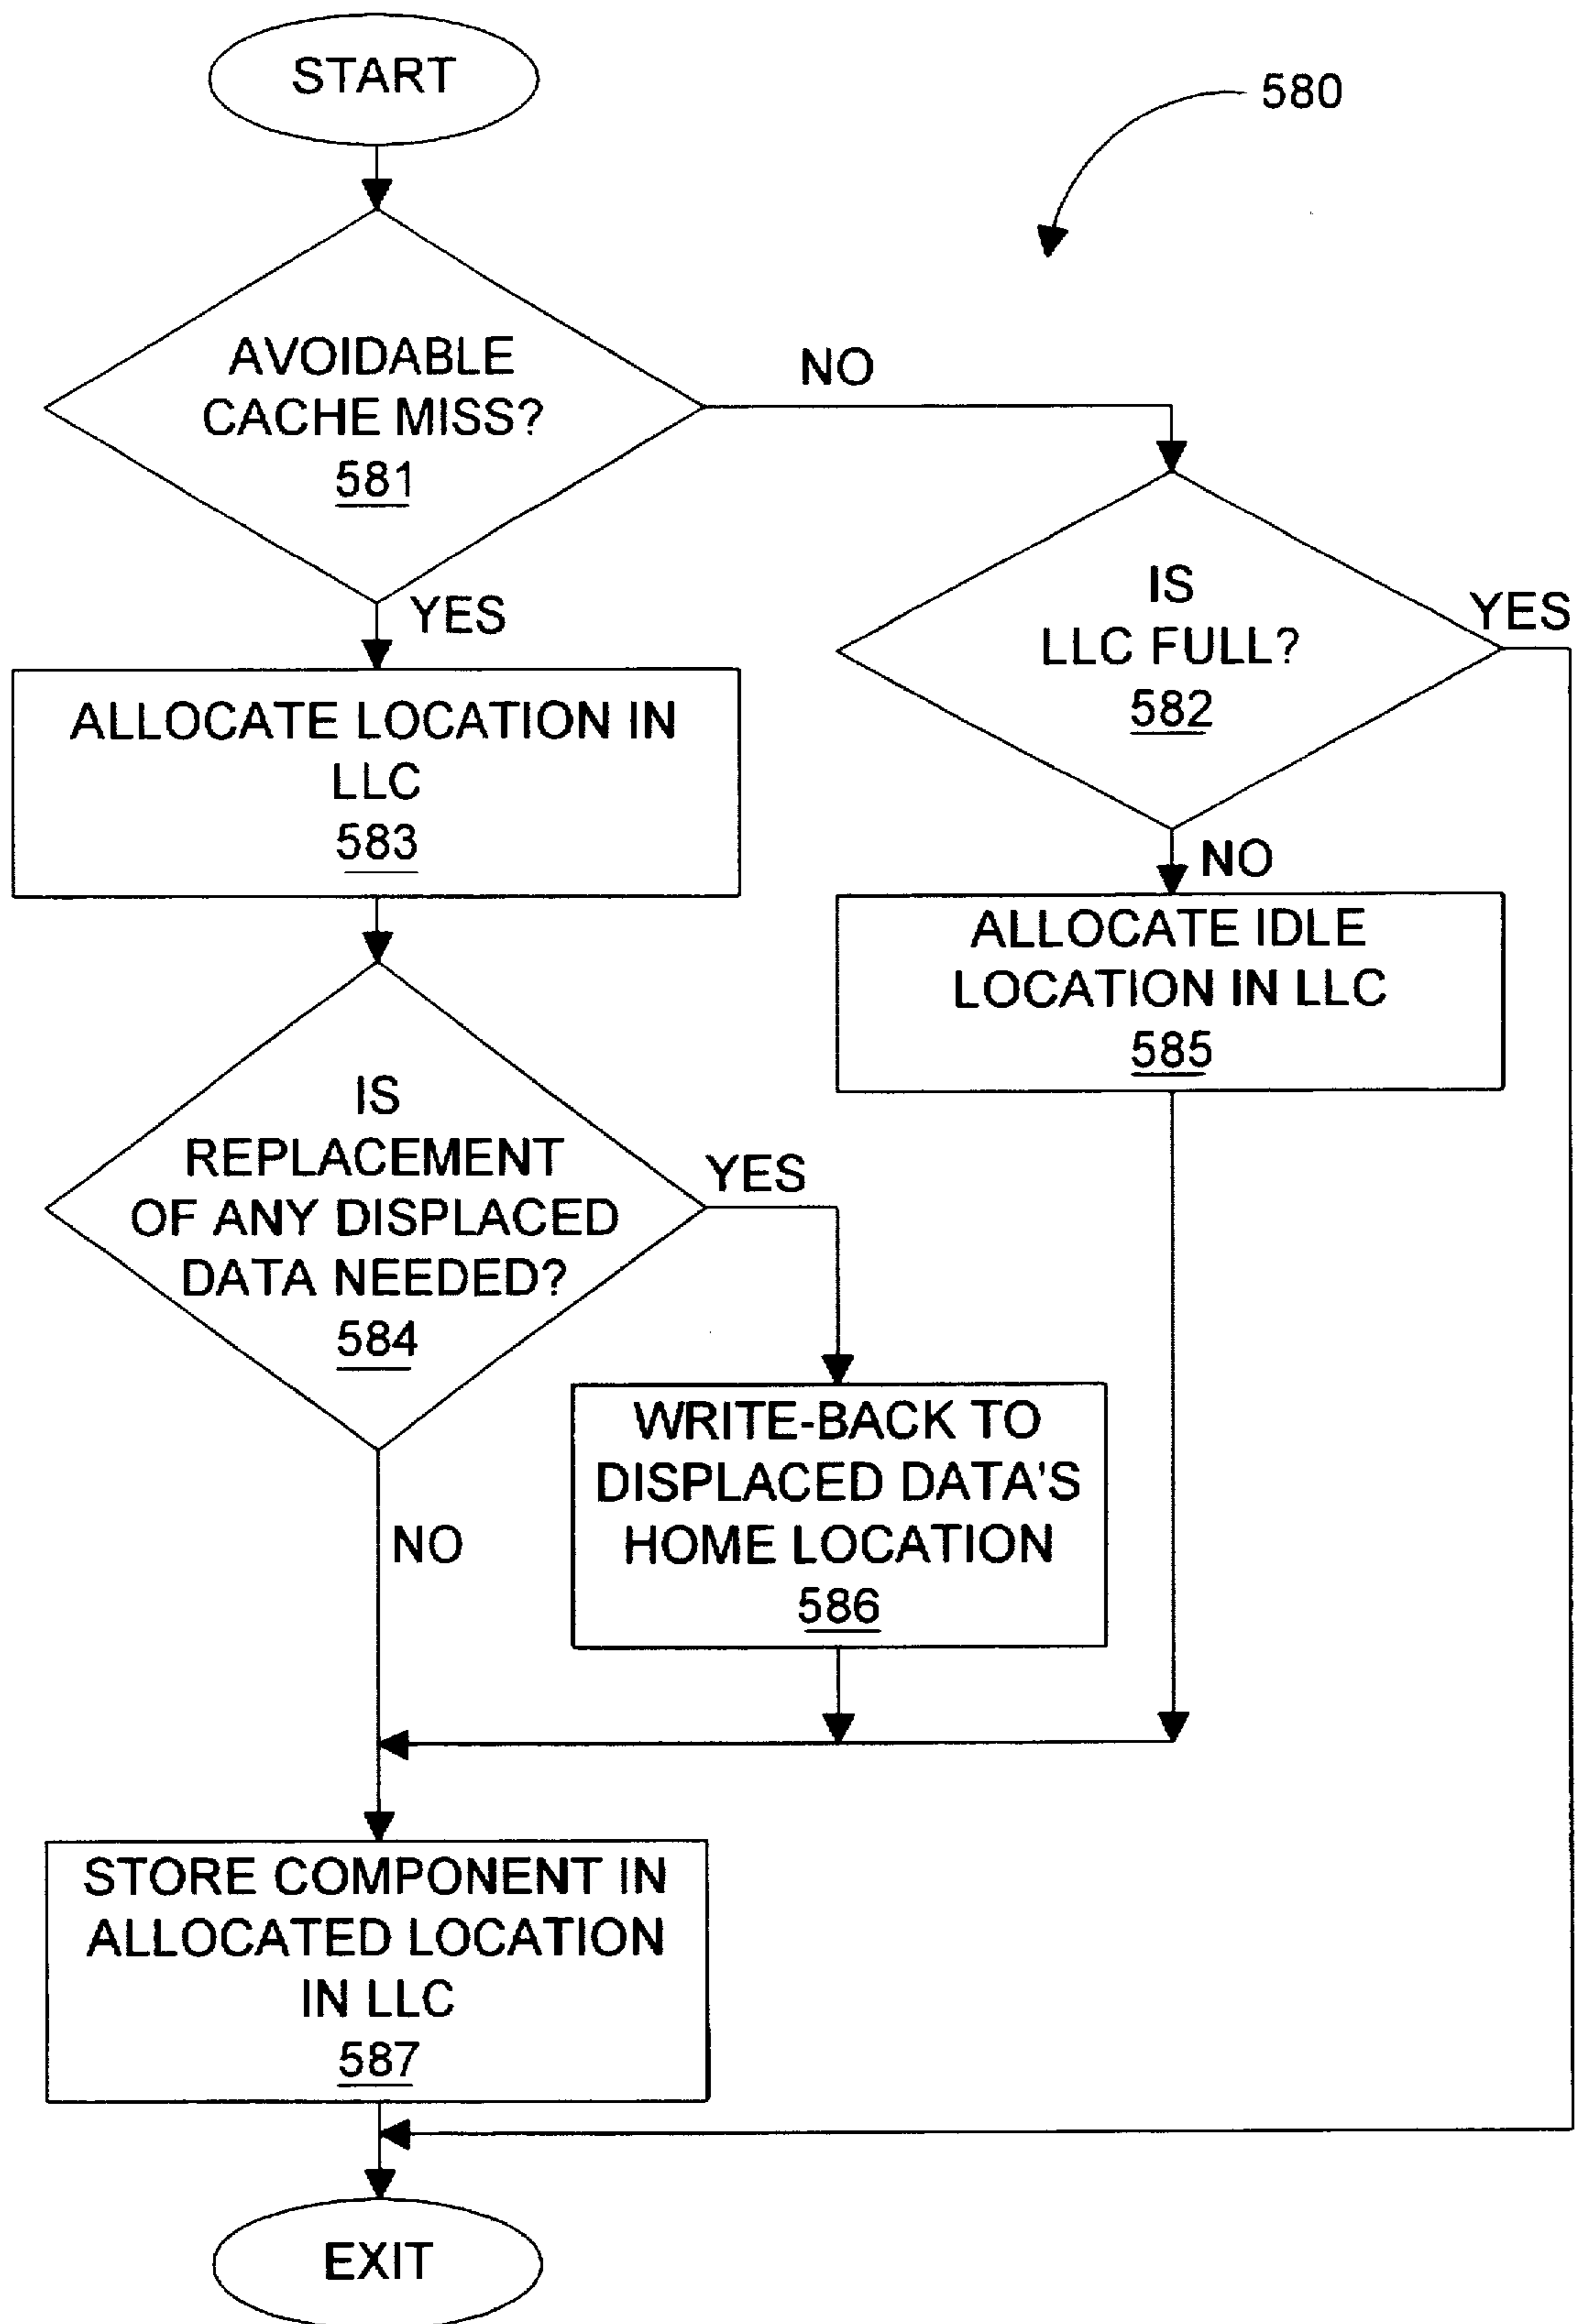 START
580
AVOIDABLE
CACHE MISS?
581
NO
YES
IS
LLC FULL?
582
YES
NO
ALLOCATE LOCATION IN
LLC
583
ALLOCATE IDLE
LOCATION IN LLC
585
IS
REPLACEMENT
OF ANY DISPLACED
DATA NEEDED?
584
YES
NO
WRITE-BACK TO
DISPLACED DATA'S
HOME LOCATION
586
STORE COMPONENT IN
ALLOCATED LOCATION
IN LLC
587
EXIT